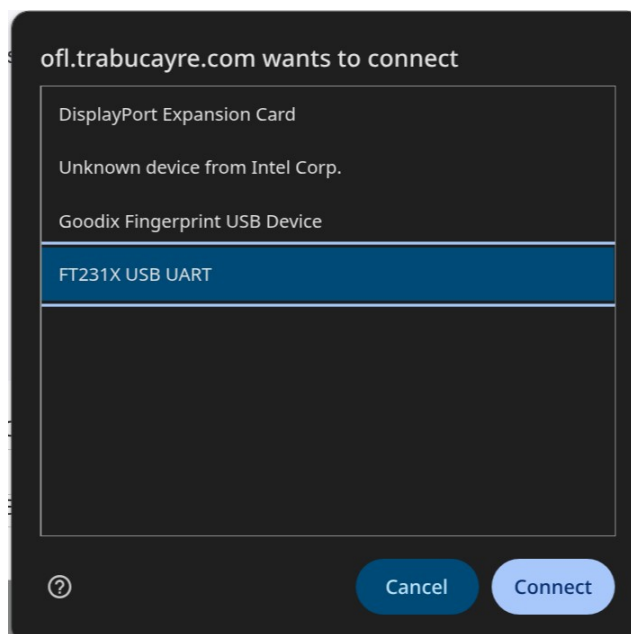 ofl.trabucayre.com wants to connect
DisplayPort Expansion Card
Unknown device from Intel Corp.
Goodix Fingerprint USB Device
FT231X USB UART
Cancel
Connect